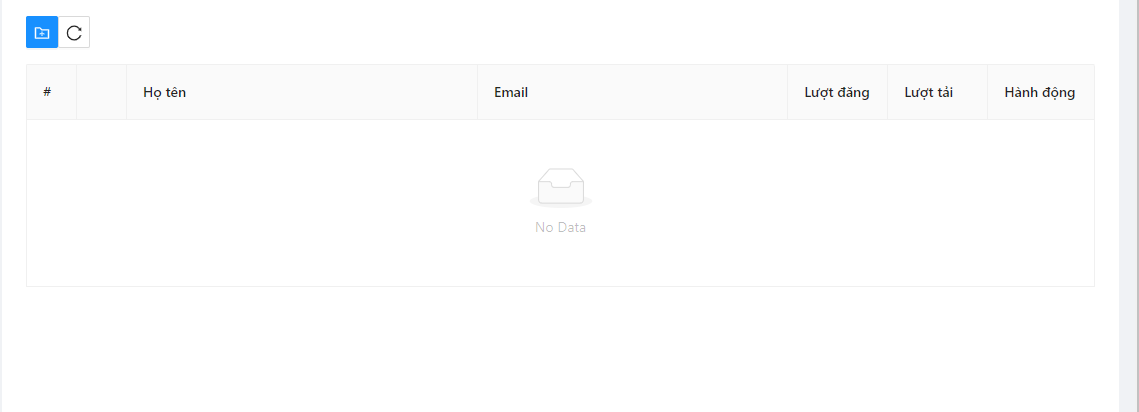 # Họ tên Email Lượt đăng Lượt tải Hành động
No Data